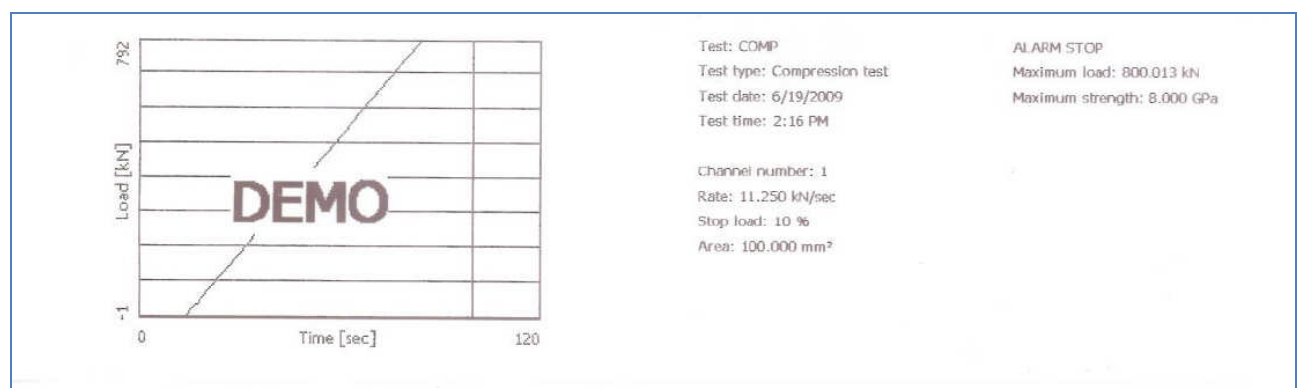 792
Load [kN]
-1
DEMO
0
Time [sec]
120
Test: COMP
Test type: Compression test
Test date: 6/19/2009
Test time: 2:16 PM
Channel number: 1
Rate: 11.250 kN/sec
Stop load: 10 %
Area: 100.000 mm²
ALARM STOP
Maximum load: 800.013 kN
Maximum strength: 8.000 GPa